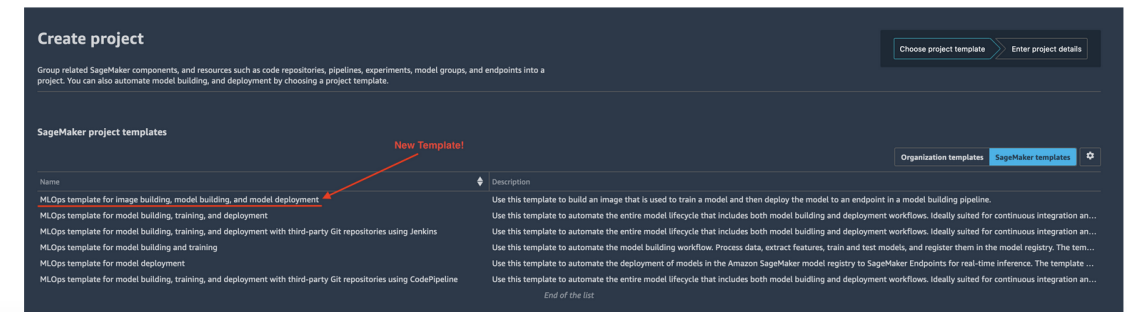 Create project
Choose project template
Enter project details
Group related SageMaker components, and resources such as code repositories, pipelines, experiments, model groups, and endpoints into a
project. You can also automate model building, and deployment by choosing a project template.
SageMaker project templates
New Template!
Organization templates
SageMaker templates
Name
Description
MLOps template for image building, model building, and model deployment
Use this template to build an image that is used to train a model and then deploy the model to an endpoint in a model building pipeline.
MLOps template for model building, training, and deployment
Use this template to automate the entire model lifecycle that includes both model building and deployment workflows. Ideally suited for continuous integration an...
MLOps template for model building, training, and deployment with third-party Git repositories using Jenkins
Use this template to automate the entire model lifecycle that includes both model buidling and deployment workflows. Ideally suited for continuous integration an...
MLOps template for model building and training
Use this template to automate the model building workflow. Process data, extract features, train and test models, and register them in the model registry. The tem...
MLOps template for model deployment
Use this template to automate the deployment of models in the Amazon SageMaker model registry to SageMaker Endpoints for real-time inference. The template ...
MLOps template for model building, training, and deployment with third-party Git repositories using CodePipeline
Use this template to automate the entire model lifecycle that includes both model buidling and deployment workflows. Ideally suited for continuous integration an...
End of the list